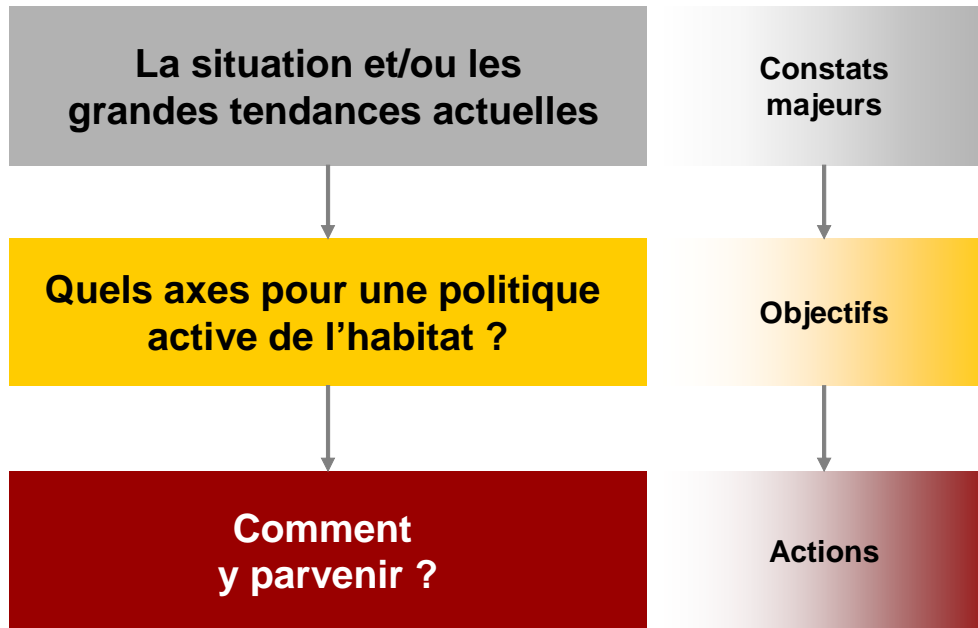 La situation et/ou les
grandes tendances actuelles
Constats
majeurs
Quels axes pour une politique
active de l’habitat ?
Objectifs
Comment
y parvenir ?
Actions